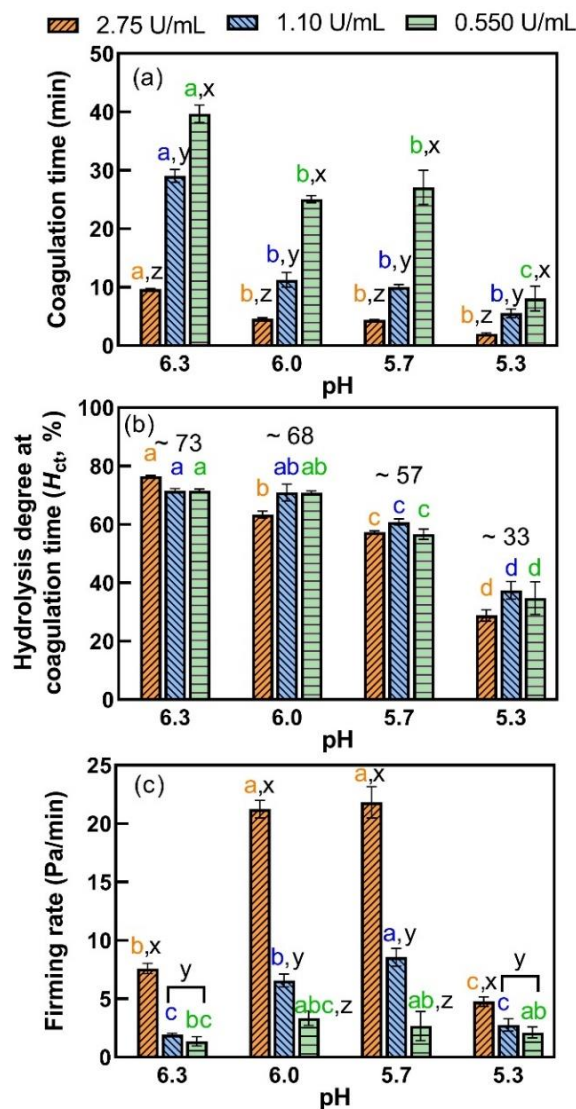 2.75 U/mL 1.10 U/mL 0.550 U/mL
(a)
Coagulation time (min)
50
40
30
20
10
0
a,z a,y a,x
b,z b,y b,x
b,z b,y b,x
b,z b,y c,x
6.3 6.0 5.7 5.3
pH
(b)
Hydrolysis degree at
coagulation time (Hct, %)
100
80
60
40
20
0
~ 73 ~ 68 ~ 57 ~ 33
a a a
b ab ab
c c c
d d d
6.3 6.0 5.7 5.3
pH
(c)
Firming rate (Pa/min)
25
20
15
10
5
0
b,x y c bc
a,x b,y abc,z
a,x a,y ab,z
c,x y c ab
6.3 6.0 5.7 5.3
pH